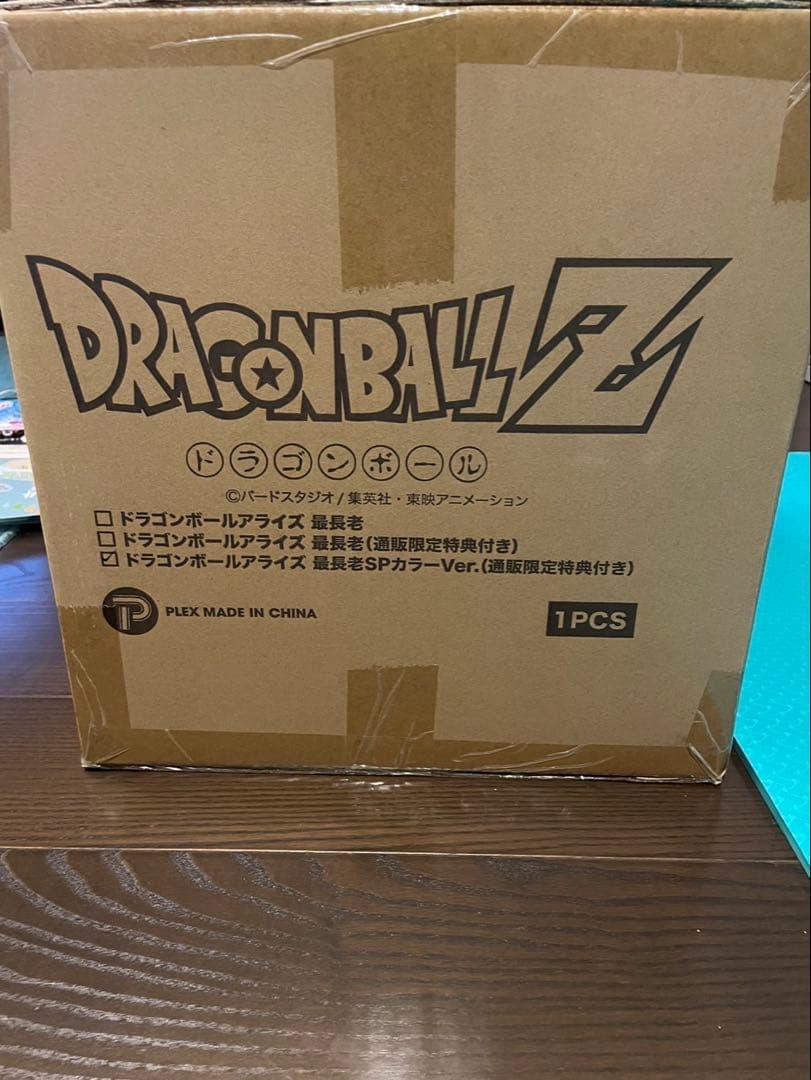 DRAGONBALL Z
ドラゴンボール
©バードスタジオ / 集英社・東映アニメーション
□ ドラゴンボールアライズ 最長老
□ ドラゴンボールアライズ 最長老(通販限定特典付き)
☑ ドラゴンボールアライズ 最長老SPカラーVer.(通販限定特典付き)
P PLEX MADE IN CHINA
1PCS